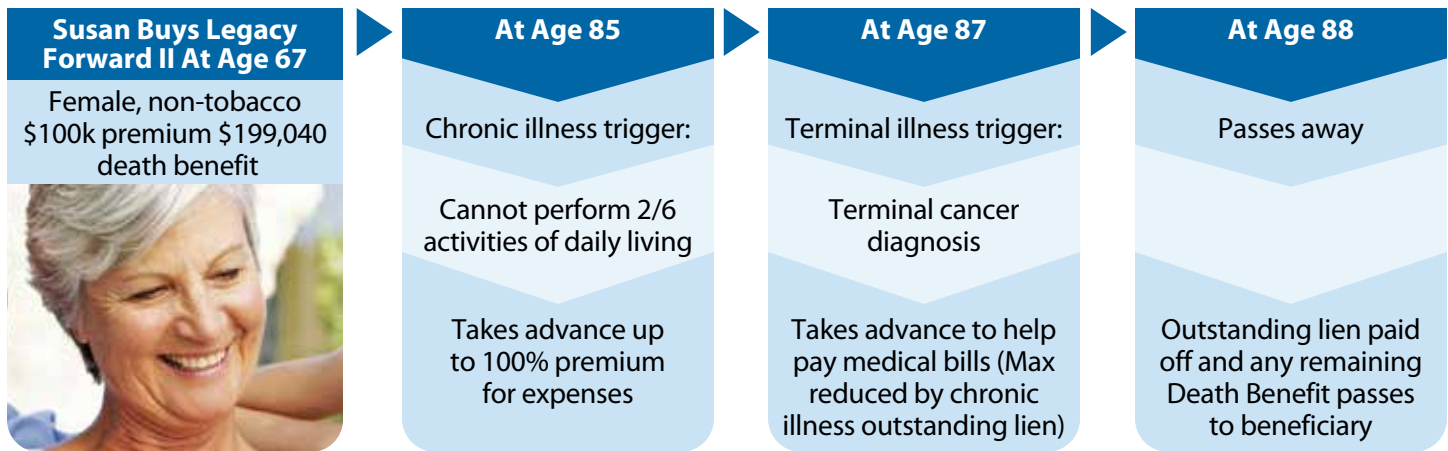 Susan Buys Legacy
Forward II At Age 67
Female, non-tobacco
$100k premium $199,040
death benefit
At Age 85
Chronic illness trigger:
Cannot perform 2/6
activities of daily living
Takes advance up
to 100% premium
for expenses
At Age 87
Terminal illness trigger:
Terminal cancer
diagnosis
Takes advance to help
pay medical bills (Max
reduced by chronic
illness outstanding lien)
At Age 88
Passes away
Outstanding lien paid
off and any remaining
Death Benefit passes
to beneficiary